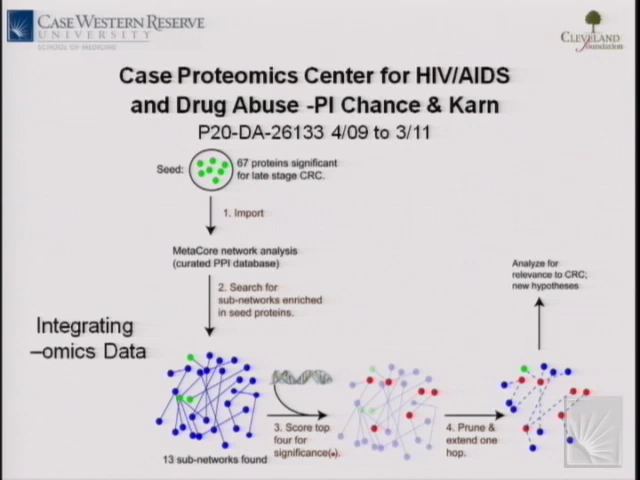 CASE WESTERN RESERVE
UNIVERSITY
SCHOOL OF MEDICINE
CLEVELAND
Foundation
Case Proteomics Center for HIV/AIDS
and Drug Abuse -PI Chance & Karn
P20-DA-26133 4/09 to 3/11
Seed:
67 proteins significant
for late stage CRC.
1. Import
MetaCore network analysis
(curated PPI database)
2. Search for
sub-networks enriched
in seed proteins.
Analyze for
relevance to CRC;
new hypotheses
Integrating
–omics Data
13 sub-networks found
3. Score top
four for
significance(•).
4. Prune &
extend one
hop.